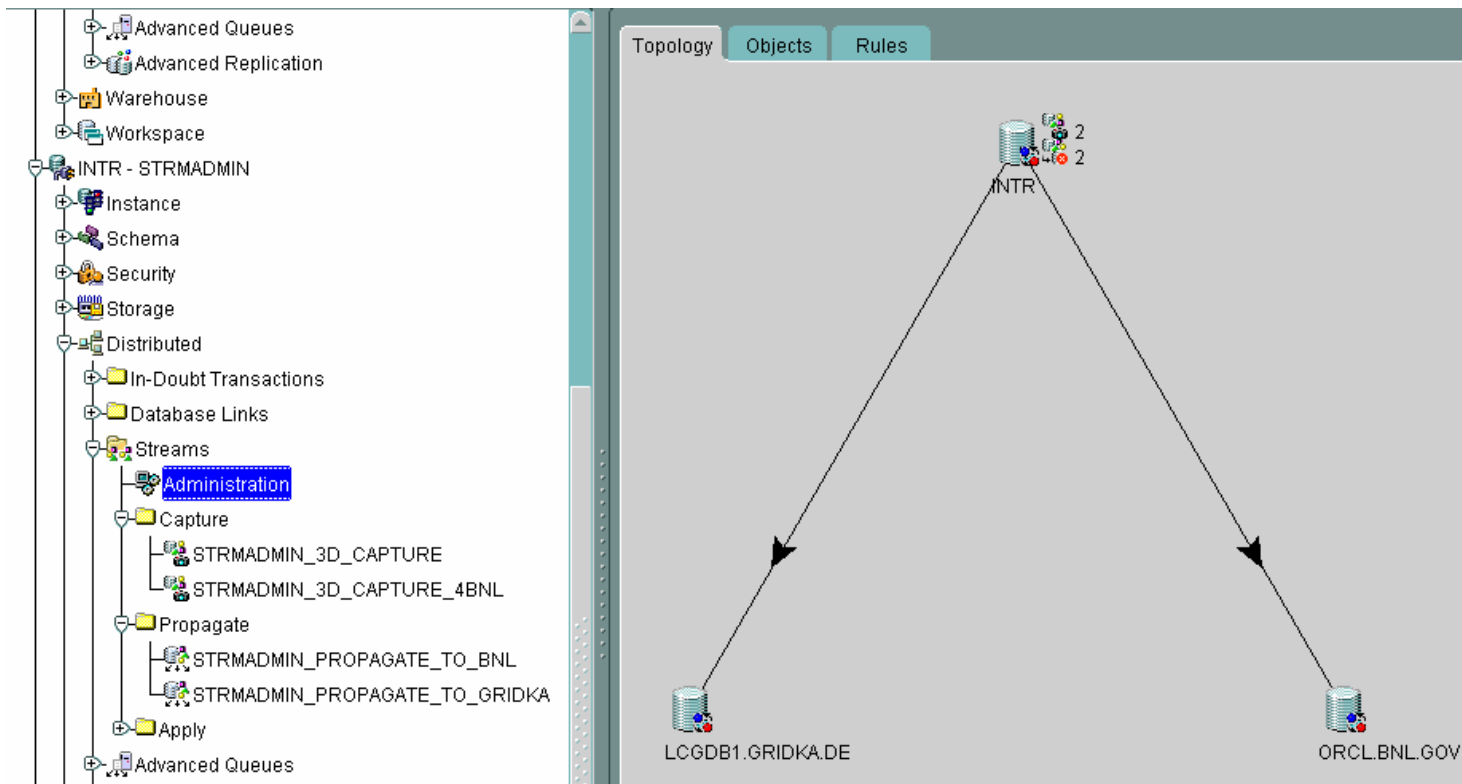 Advanced Queues
Advanced Replication
Warehouse
Workspace
INTR - STRMADMIN
Instance
Schema
Security
Storage
Distributed
In-Doubt Transactions
Database Links
Streams
Administration
Capture
STRMADMIN_3D_CAPTURE
STRMADMIN_3D_CAPTURE_4BNL
Propagate
STRMADMIN_PROPAGATE_TO_BNL
STRMADMIN_PROPAGATE_TO_GRIDKA
Apply
Advanced Queues
Topology Objects Rules
2
2
INTR
LCGDB1.GRIDKA.DE
ORCL.BNL.GOV